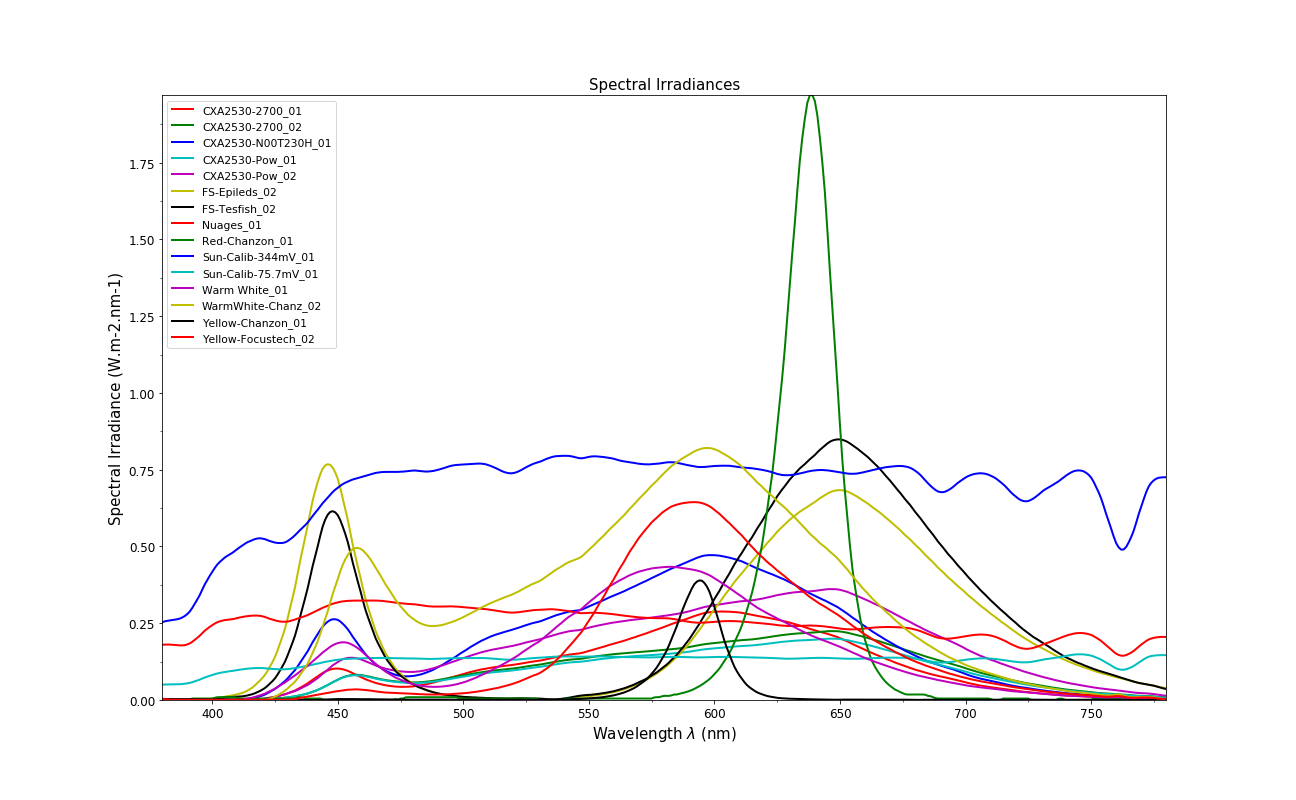 Spectral Irradiances
CXA2530-2700_01
CXA2530-2700_02
CXA2530-N00T230H_01
CXA2530-Pow_01
CXA2530-Pow_02
FS-Epileds_02
FS-Tesfish_02
Nuages_01
Red-Chanzon_01
Sun-Calib-344mV_01
Sun-Calib-75.7mV_01
Warm White_01
WarmWhite-Chanz_02
Yellow-Chanzon_01
Yellow-Focustech_02
Spectral Irradiance (W.m-2.nm-1)
1.75
1.50
1.25
1.00
0.75
0.50
0.25
0.00
400 450 500 550 600 650 700 750
Wavelength λ (nm)